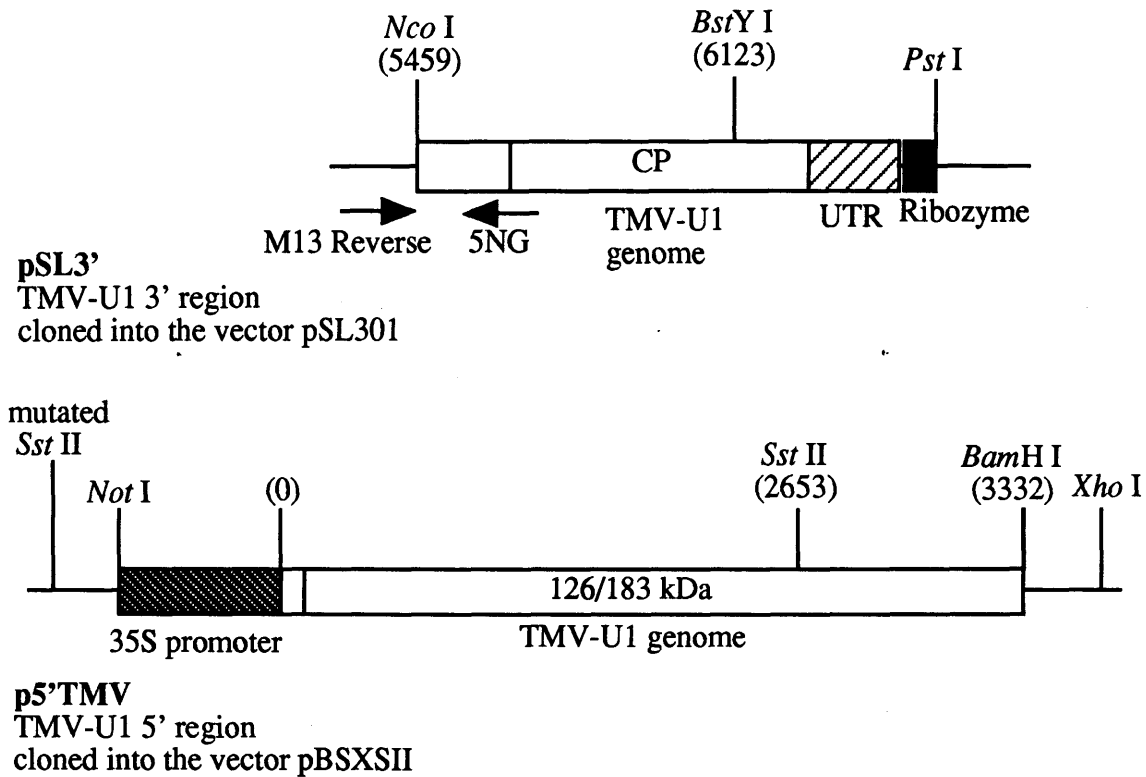 Nco I
(5459)
BstY I
(6123)
Pst I
CP
M13 Reverse
5NG
TMV-U1
genome
UTR
Ribozyme
pSL3’
TMV-U1 3’ region
cloned into the vector pSL301
mutated
Sst II
Not I
(0)
Sst II
(2653)
BamH I
(3332)
Xho I
126/183 kDa
35S promoter
TMV-U1 genome
p5’TMV
TMV-U1 5’ region
cloned into the vector pBSXSII